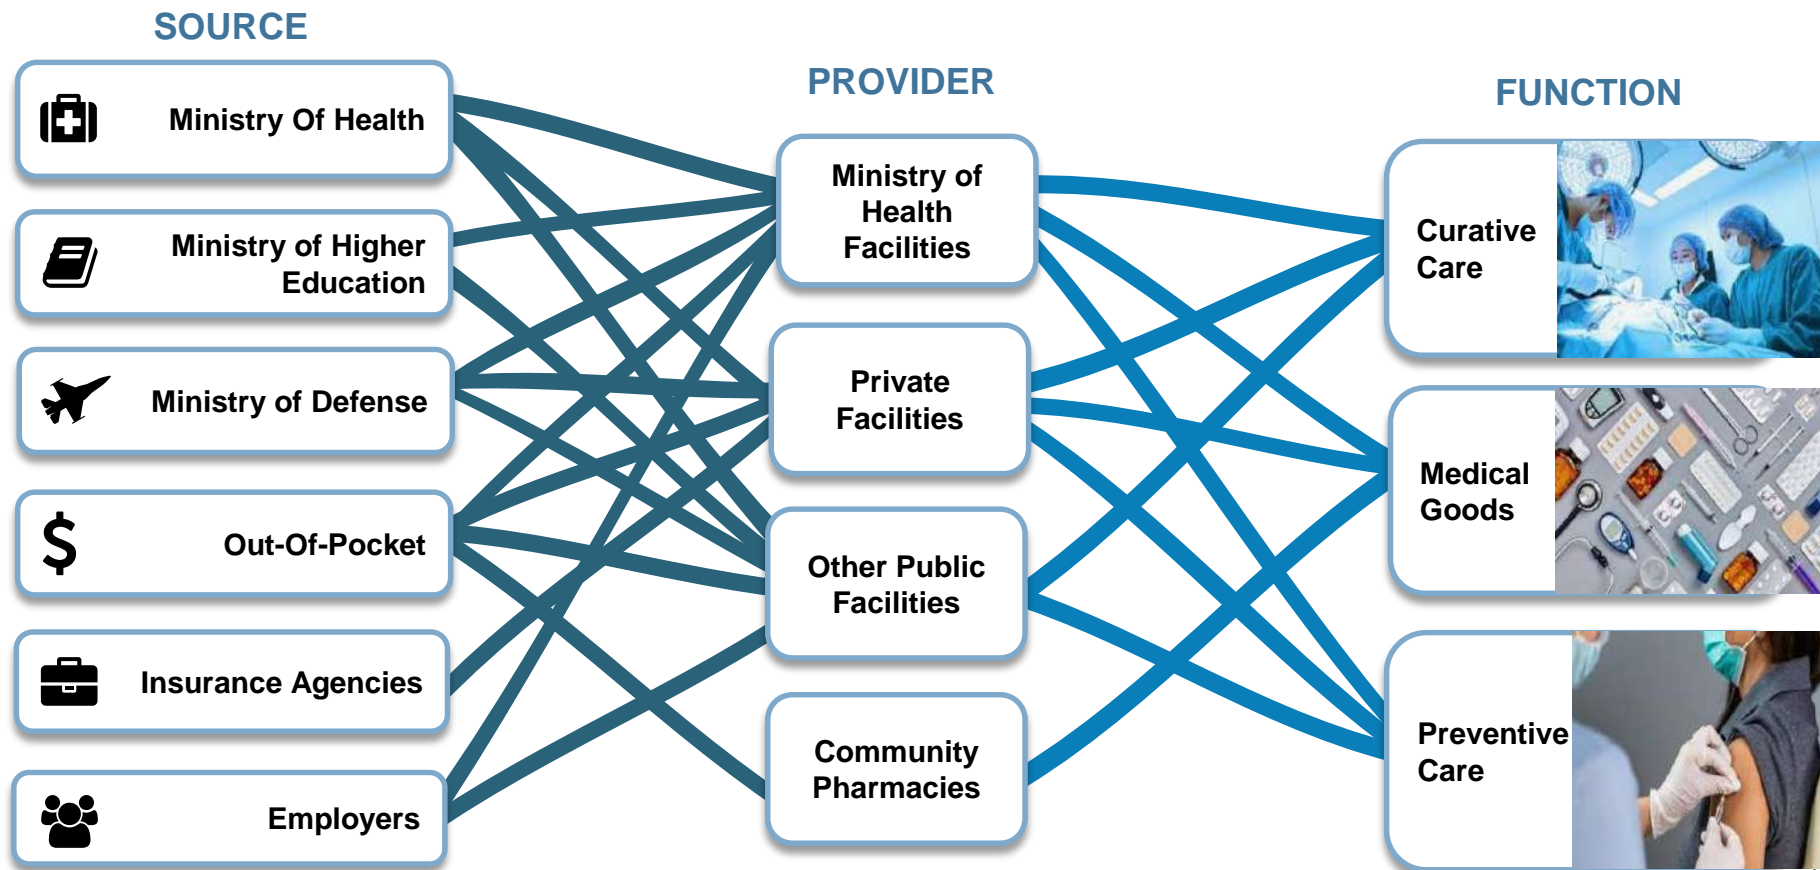 SOURCE
Ministry Of Health
Ministry of Higher
Education
Ministry of Defense
$
Out-Of-Pocket
Insurance Agencies
Employers
PROVIDER
Ministry of
Health
Facilities
Private
Facilities
Other Public
Facilities
Community
Pharmacies
FUNCTION
Curative
Care
Medical
Goods
Preventive
Care